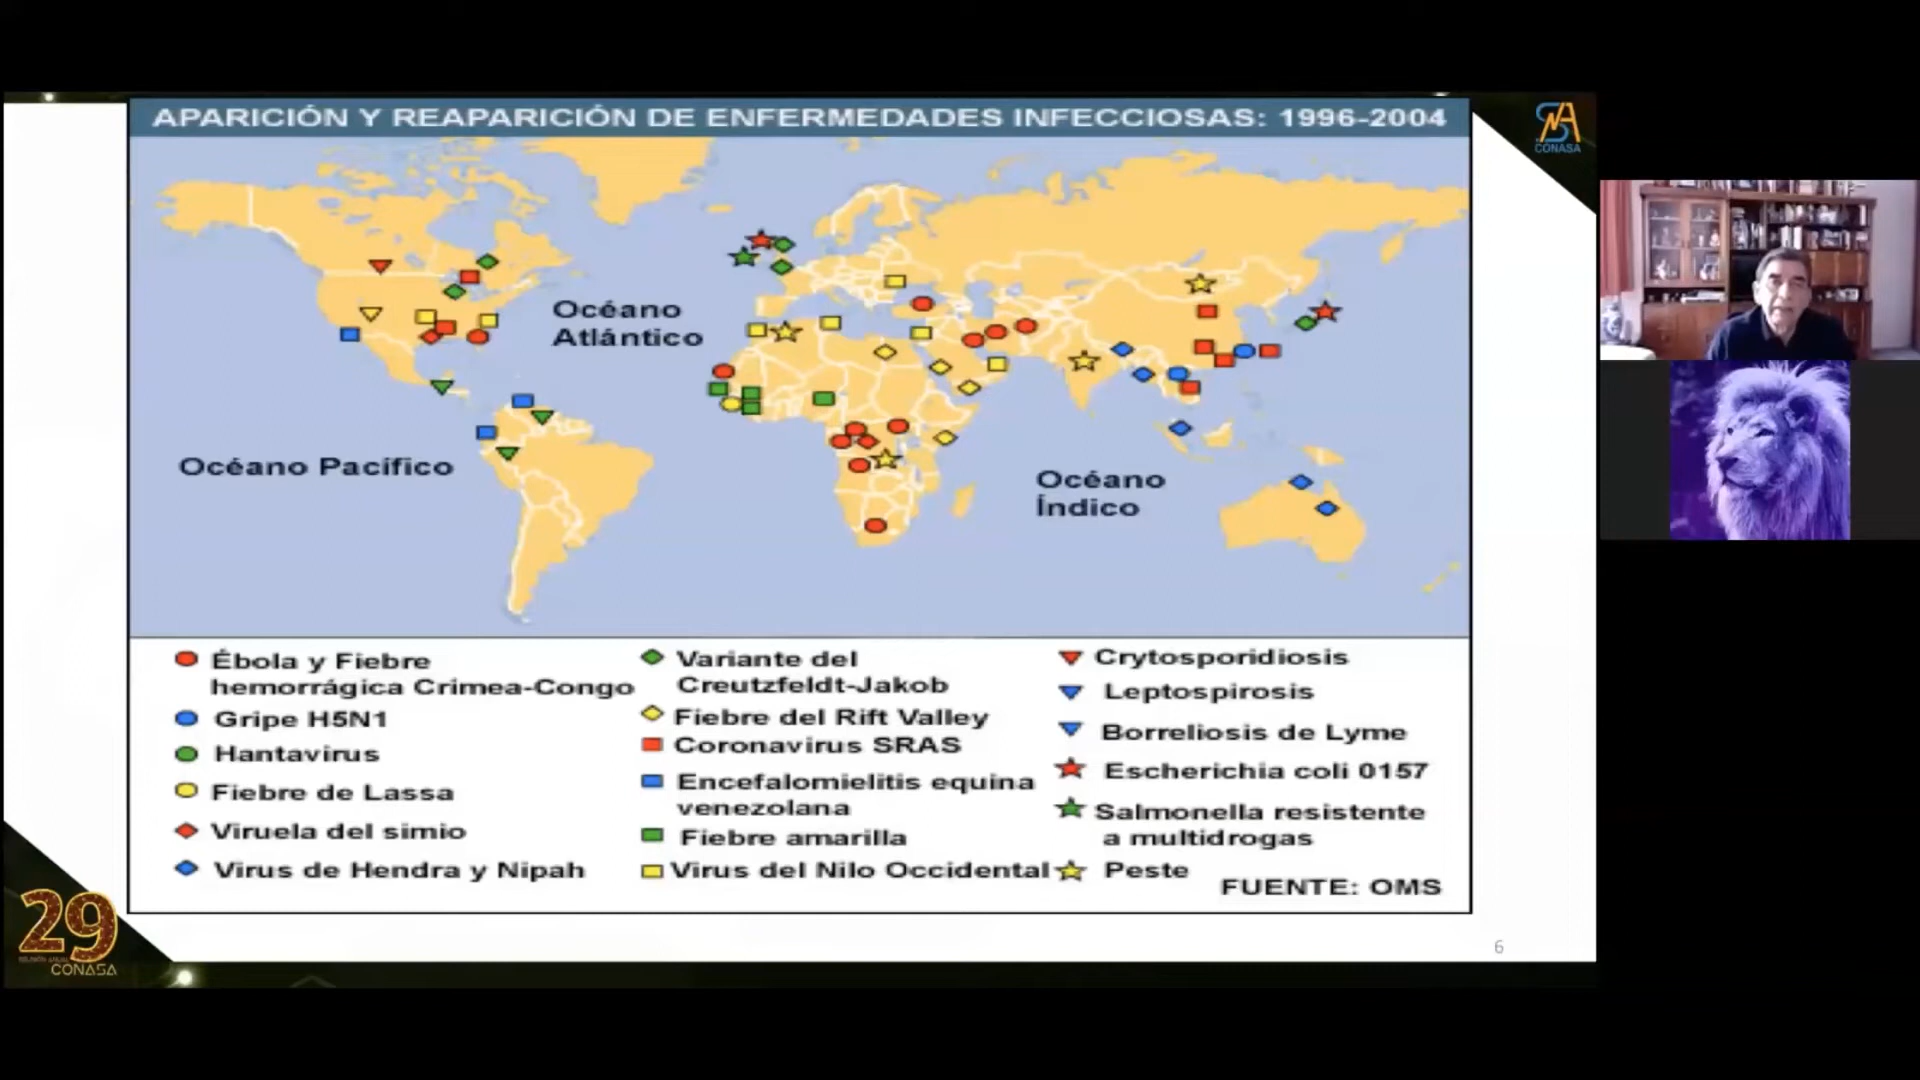 APARICIÓN Y REAPARICIÓN DE ENFERMEDADES INFECCIOSAS: 1996-2004
CONASA
Océano
Atlántico
Océano Pacífico
Océano
Índico
Ébola y Fiebre
hemorrágica Crimea-Congo
Gripe H5N1
Hantavirus
Fiebre de Lassa
Viruela del simio
Virus de Hendra y Nipah
Variante del
Creutzfeldt-Jakob
Fiebre del Rift Valley
Coronavirus SRAS
Encefalomielitis equina
venezolana
Fiebre amarilla
Virus del Nilo Occidental
Crytosporidiosis
Leptospirosis
Borreliosis de Lyme
Escherichia coli 0157
Salmonella resistente
a multidrogas
Peste
FUENTE: OMS
29
REUNIÓN ANUAL
CONASA
6